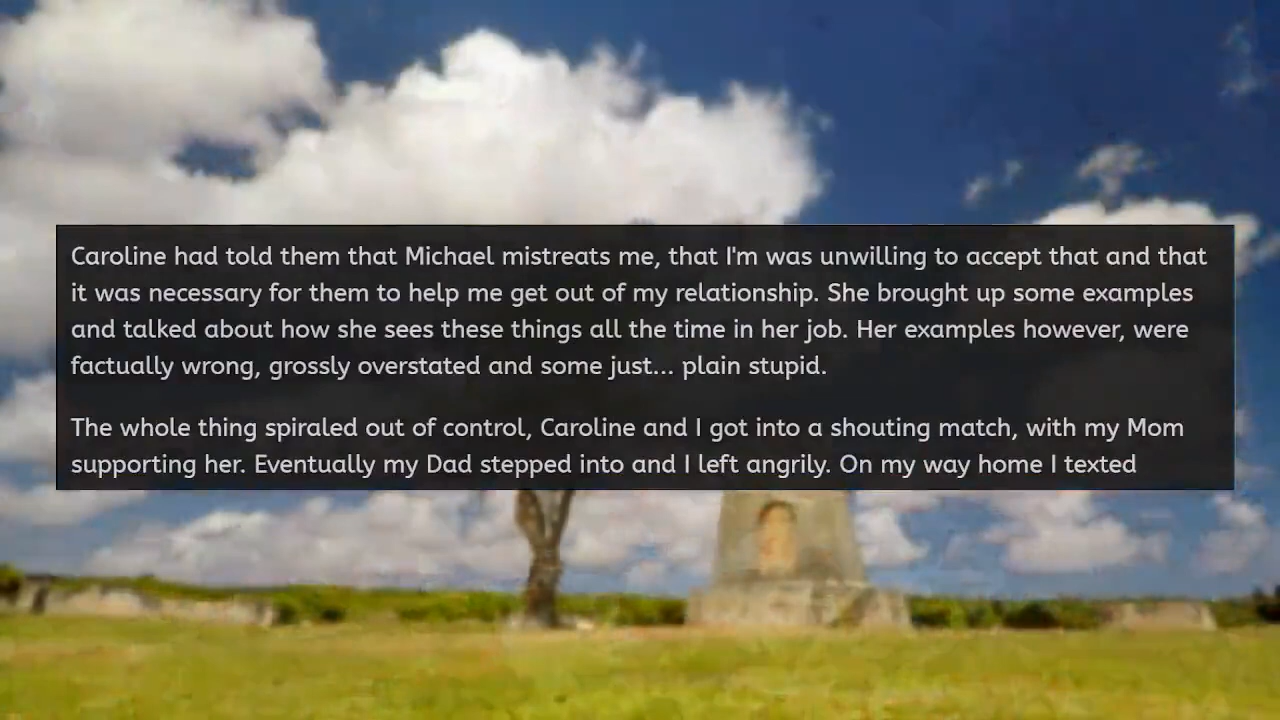 Caroline had told them that Michael mistreats me, that I'm was unwilling to accept that and that
it was necessary for them to help me get out of my relationship. She brought up some examples
and talked about how she sees these things all the time in her job. Her examples however, were
factually wrong, grossly overstated and some just... plain stupid.
The whole thing spiraled out of control, Caroline and I got into a shouting match, with my Mom
supporting her. Eventually my Dad stepped into and I left angrily. On my way home I texted